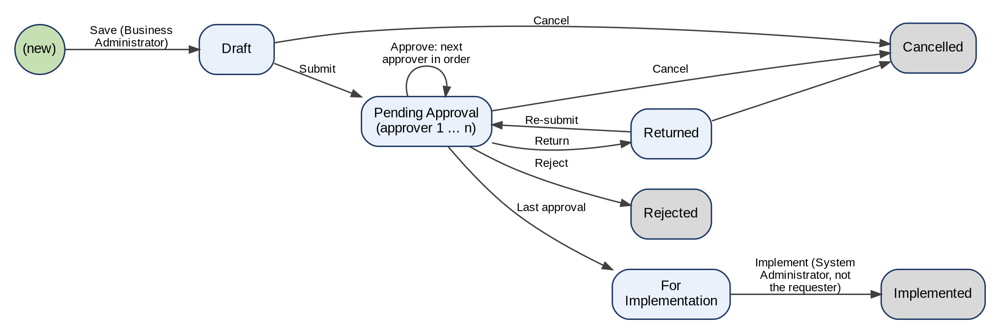 (new)
Save (Business
Administrator)
Draft
Cancel
Cancelled
Submit
Approve: next
approver in order
Pending Approval
(approver 1 ... n)
Cancel
Re-submit
Return
Returned
Reject
Rejected
Last approval
For
Implementation
Implement (System
Administrator, not
the requester)
Implemented